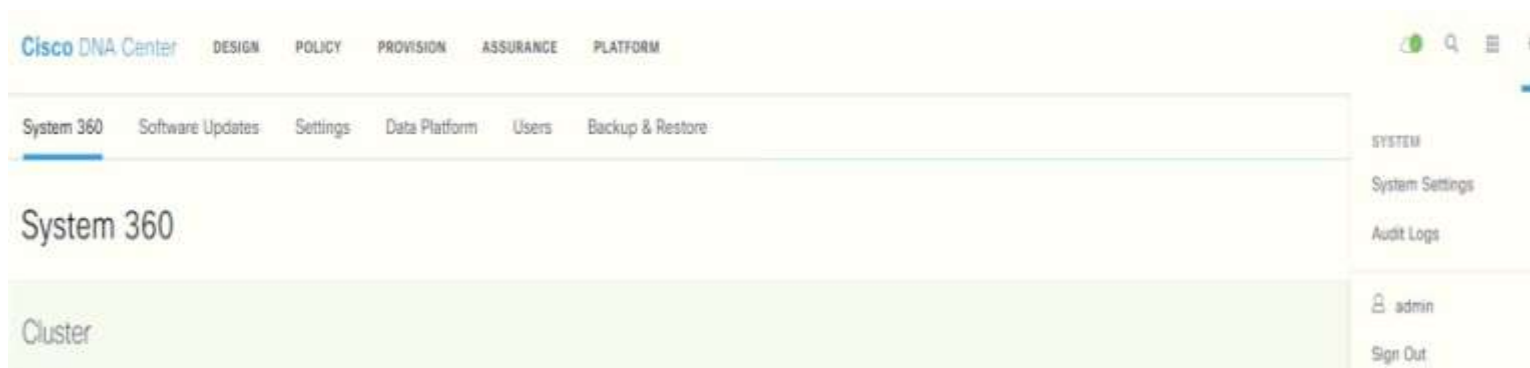 Cisco DNA Center DESIGN POLICY PROVISION ASSURANCE PLATFORM
System 360 Software Updates Settings Data Platform Users Backup & Restore
System 360
Cluster
SYSTEM
System Settings
Audit Logs
admin
Sign Out